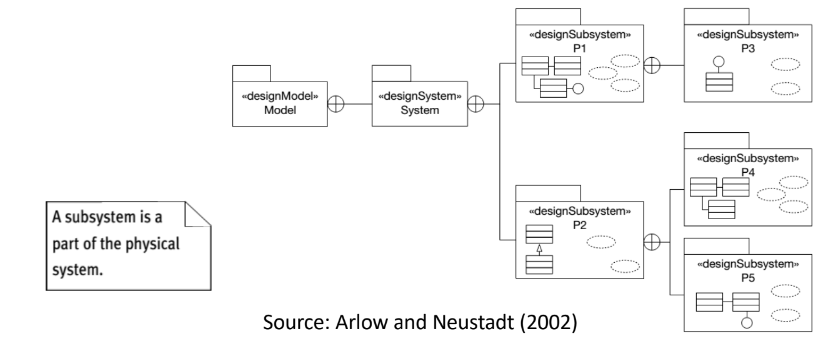 «designModel»
Model
«designSystem»
System
«designSubsystem»
P1
«designSubsystem»
P3
«designSubsystem»
P2
«designSubsystem»
P4
«designSubsystem»
P5
A subsystem is a
part of the physical
system.
Source: Arlow and Neustadt (2002)